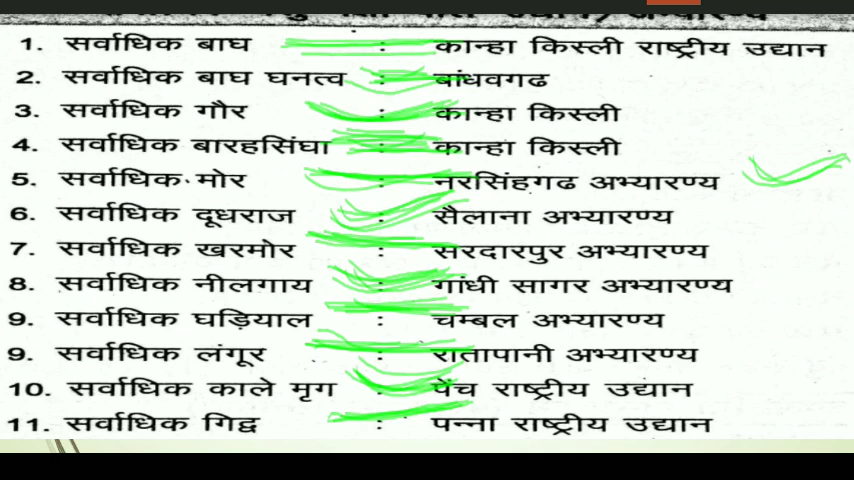 1. सर्वाधिक बाघ : कान्हा किस्ली राष्ट्रीय उद्यान
2. सर्वाधिक बाघ घनत्व : बांधवगढ
3. सर्वाधिक गौर : कान्हा किस्ली
4. सर्वाधिक बारहसिंघा : कान्हा किस्ली
5. सर्वाधिक मोर : नरसिंहगढ अभ्यारण्य
6. सर्वाधिक दूधराज : सैलाना अभ्यारण्य
7. सर्वाधिक खरमोर : सरदारपुर अभ्यारण्य
8. सर्वाधिक नीलगाय : गांधी सागर अभ्यारण्य
9. सर्वाधिक घड़ियाल : चम्बल अभ्यारण्य
9. सर्वाधिक लंगूर : रातापानी अभ्यारण्य
10. सर्वाधिक काले मृग : पेंच राष्ट्रीय उद्यान
11. सर्वाधिक गिद्व : पन्ना राष्ट्रीय उद्यान